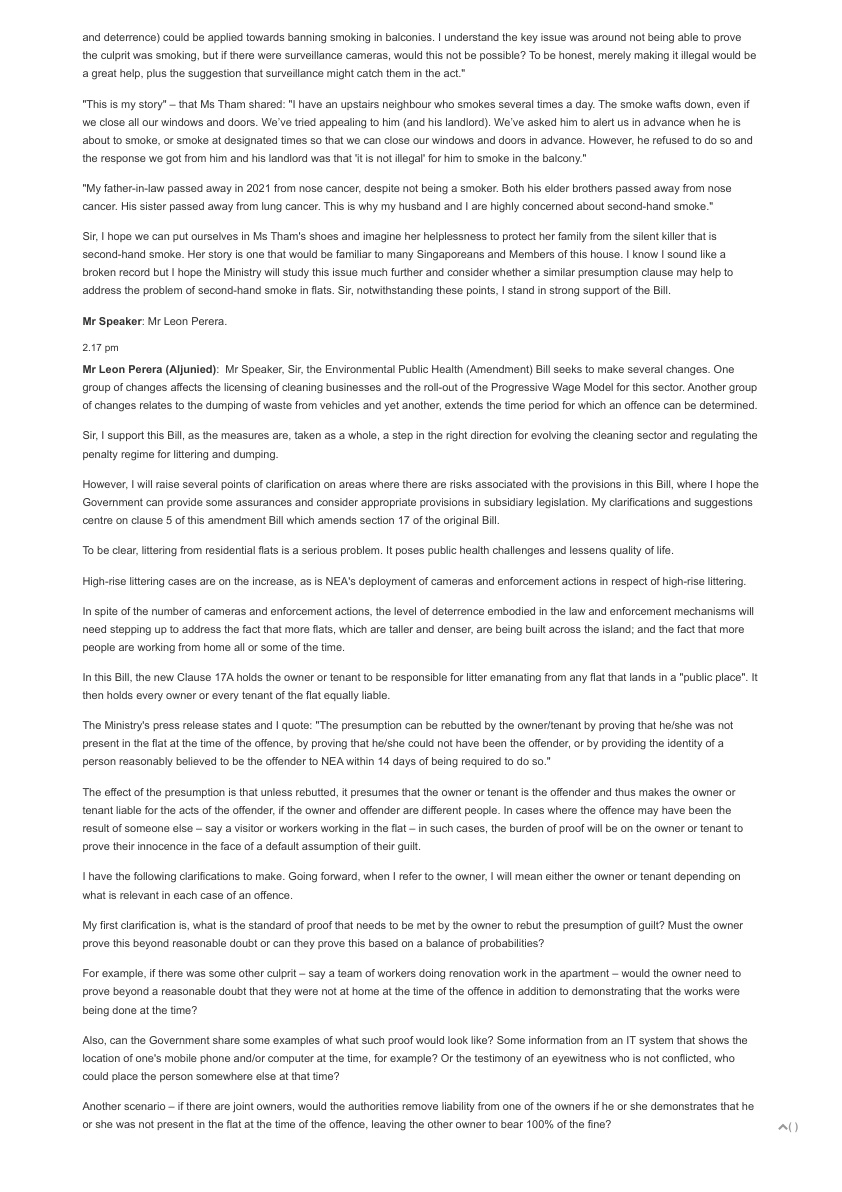 and deterrence) could be applied towards banning smoking in balconies. I understand the key issue was around not being able to prove
the culprit was smoking, but if there were surveillance cameras, would this not be possible? To be honest, merely making it illegal would be
a great help, plus the suggestion that surveillance might catch them in the act."
"This is my story" – that Ms Tham shared: "I have an upstairs neighbour who smokes several times a day. The smoke wafts down, even if
we close all our windows and doors. We've tried appealing to him (and his landlord). We've asked him to alert us in advance when he is
about to smoke, or smoke at designated times so that we can close our windows and doors in advance. However, he refused to do so and
the response we got from him and his landlord was that 'it is not illegal' for him to smoke in the balcony."
"My father-in-law passed away in 2021 from nose cancer, despite not being a smoker. Both his elder brothers passed away from nose
cancer. His sister passed away from lung cancer. This is why my husband and I are highly concerned about second-hand smoke."
Sir, I hope we can put ourselves in Ms Tham's shoes and imagine her helplessness to protect her family from the silent killer that is
second-hand smoke. Her story is one that would be familiar to many Singaporeans and Members of this house. I know I sound like a
broken record but I hope the Ministry will study this issue much further and consider whether a similar presumption clause may help to
address the problem of second-hand smoke in flats. Sir, notwithstanding these points, I stand in strong support of the Bill.
Mr Speaker: Mr Leon Perera.
2.17 pm
Mr Leon Perera (Aljunied): Mr Speaker, Sir, the Environmental Public Health (Amendment) Bill seeks to make several changes. One
group of changes affects the licensing of cleaning businesses and the roll-out of the Progressive Wage Model for this sector. Another group
of changes relates to the dumping of waste from vehicles and yet another, extends the time period for which an offence can be determined.
Sir, I support this Bill, as the measures are, taken as a whole, a step in the right direction for evolving the cleaning sector and regulating the
penalty regime for littering and dumping.
However, I will raise several points of clarification on areas where there are risks associated with the provisions in this Bill, where I hope the
Government can provide some assurances and consider appropriate provisions in subsidiary legislation. My clarifications and suggestions
centre on clause 5 of this amendment Bill which amends section 17 of the original Bill.
To be clear, littering from residential flats is a serious problem. It poses public health challenges and lessens quality of life.
High-rise littering cases are on the increase, as is NEA's deployment of cameras and enforcement actions in respect of high-rise littering.
In spite of the number of cameras and enforcement actions, the level of deterrence embodied in the law and enforcement mechanisms will
need stepping up to address the fact that more flats, which are taller and denser, are being built across the island; and the fact that more
people are working from home all or some of the time.
In this Bill, the new Clause 17A holds the owner or tenant to be responsible for litter emanating from any flat that lands in a "public place". It
then holds every owner or every tenant of the flat equally liable.
The Ministry's press release states and I quote: "The presumption can be rebutted by the owner/tenant by proving that he/she was not
present in the flat at the time of the offence, by proving that he/she could not have been the offender, or by providing the identity of a
person reasonably believed to be the offender to NEA within 14 days of being required to do so."
The effect of the presumption is that unless rebutted, it presumes that the owner or tenant is the offender and thus makes the owner or
tenant liable for the acts of the offender, if the owner and offender are different people. In cases where the offence may have been the
result of someone else – say a visitor or workers working in the flat – in such cases, the burden of proof will be on the owner or tenant to
prove their innocence in the face of a default assumption of their guilt.
I have the following clarifications to make. Going forward, when I refer to the owner, I will mean either the owner or tenant depending on
what is relevant in each case of an offence.
My first clarification is, what is the standard of proof that needs to be met by the owner to rebut the presumption of guilt? Must the owner
prove this beyond reasonable doubt or can they prove this based on a balance of probabilities?
For example, if there was some other culprit – say a team of workers doing renovation work in the apartment – would the owner need to
prove beyond a reasonable doubt that they were not at home at the time of the offence in addition to demonstrating that the works were
being done at the time?
Also, can the Government share some examples of what such proof would look like? Some information from an IT system that shows the
location of one's mobile phone and/or computer at the time, for example? Or the testimony of an eyewitness who is not conflicted, who
could place the person somewhere else at that time?
Another scenario – if there are joint owners, would the authorities remove liability from one of the owners if he or she demonstrates that he
or she was not present in the flat at the time of the offence, leaving the other owner to bear 100% of the fine?
( )